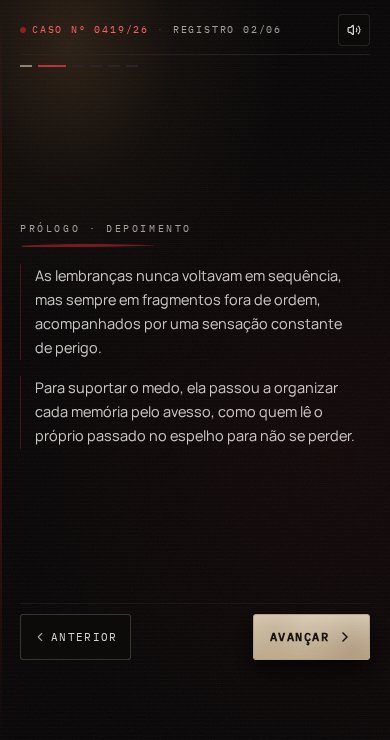 CASO Nº 0419/26 · REGISTRO 02/06
PRÓLOGO · DEPOIMENTO
As lembranças nunca voltavam em sequência,
mas sempre em fragmentos fora de ordem,
acompanhados por uma sensação constante
de perigo.
Para suportar o medo, ela passou a organizar
cada memória pelo avesso, como quem lê o
próprio passado no espelho para não se perder.
ANTERIOR
AVANÇAR